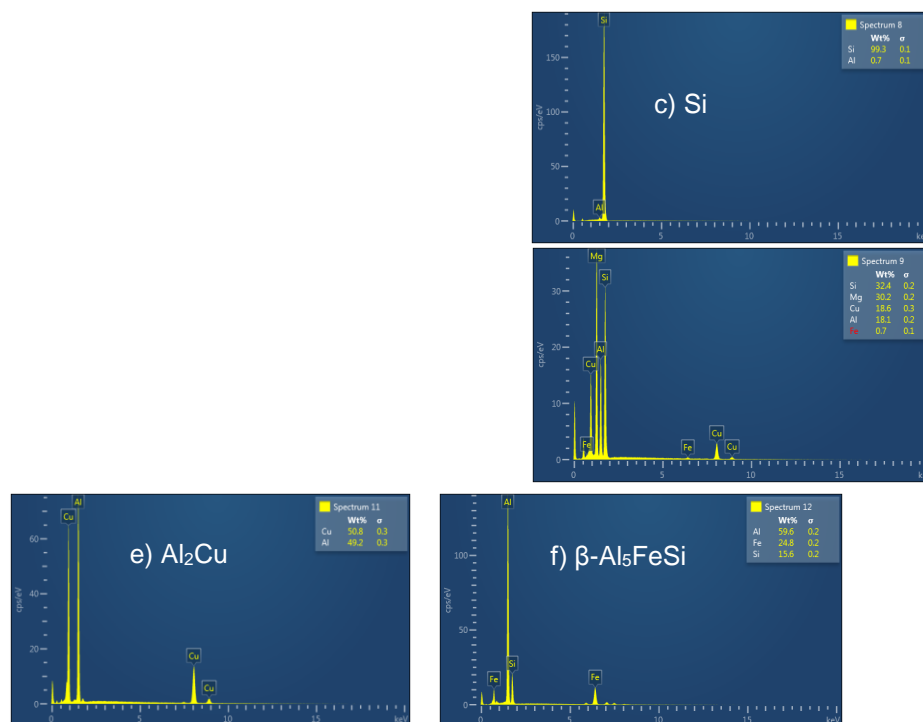 Spectrum 8
Wt% σ
Si 99.3 0.1
Al 0.7 0.1
Si
150
100
50
0
cps/eV
c) Si
Al
0 5 10 15 ke
Spectrum 9
Wt% σ
Si 32.4 0.2
Mg 30.2 0.2
Cu 18.6 0.3
Al 18.1 0.2
Fe 0.7 0.1
Mg
Si
Al
Cu
30
20
10
0
cps/eV
Fe Fe Cu Cu
0 5 10 15 ke
Spectrum 11
Wt% σ
Cu 50.8 0.3
Al 49.2 0.3
Al
Cu
60
40
20
0
cps/eV
e) Al₂Cu
Cu
Cu
0 5 10 15 keV
Spectrum 12
Wt% σ
Al 59.6 0.2
Fe 24.8 0.2
Si 15.6 0.2
Al
100
50
0
cps/eV
f) β-Al₅FeSi
Fe Si Fe
0 5 10 15 keV